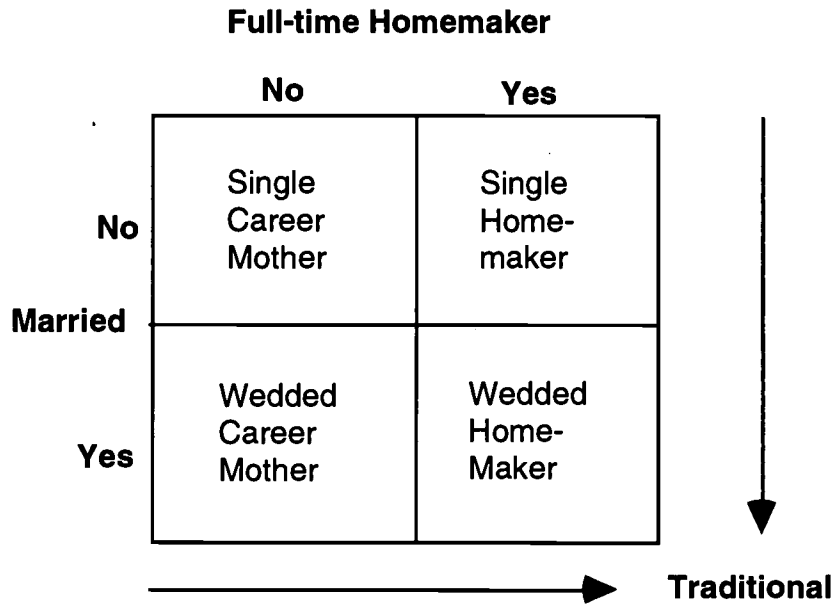 Full-time Homemaker
No Yes
No
Single
Career
Mother
Single
Home-
maker
Married
Yes
Wedded
Career
Mother
Wedded
Home-
Maker
Traditional